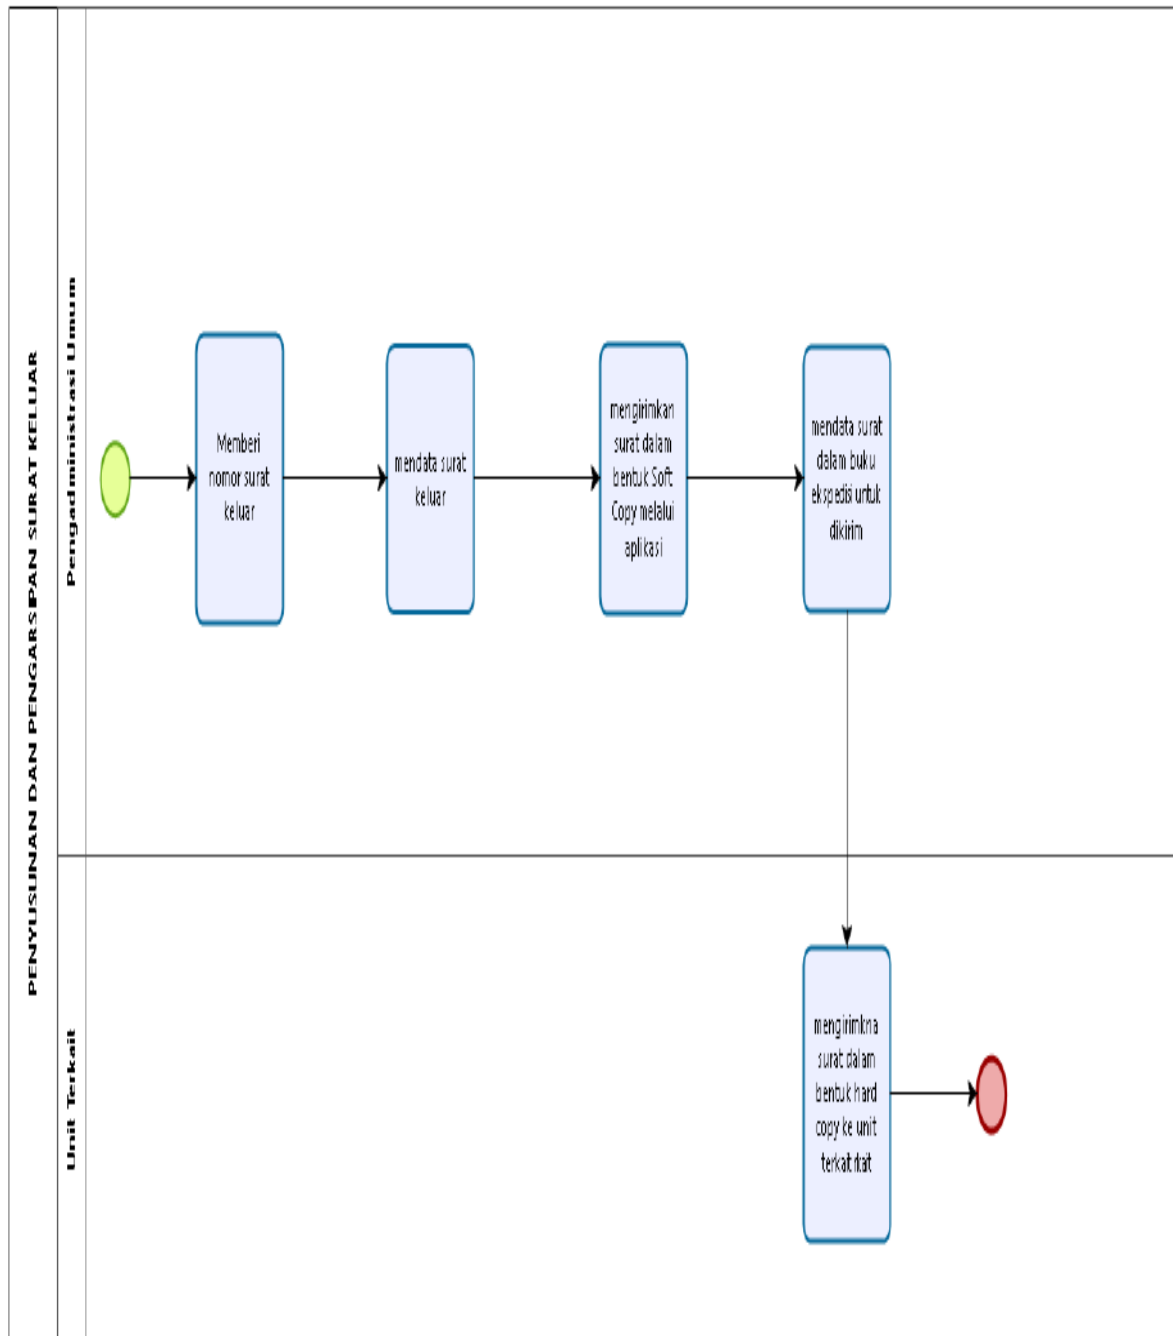 PENYUSUNAN DAN PENGARSIPAN SURAT KELUAR
Pengadministrasi Umum
Memberi
nomor surat
keluar
mendata surat
keluar
mengirimkan
surat dalam
bentuk Soft
Copy melalui
aplikasi
mendata surat
dalam buku
ekspedisi untuk
dikirim
Unit Terkait
mengirimkna
surat dalam
bentuk hard
copy ke unit
terkait rkait